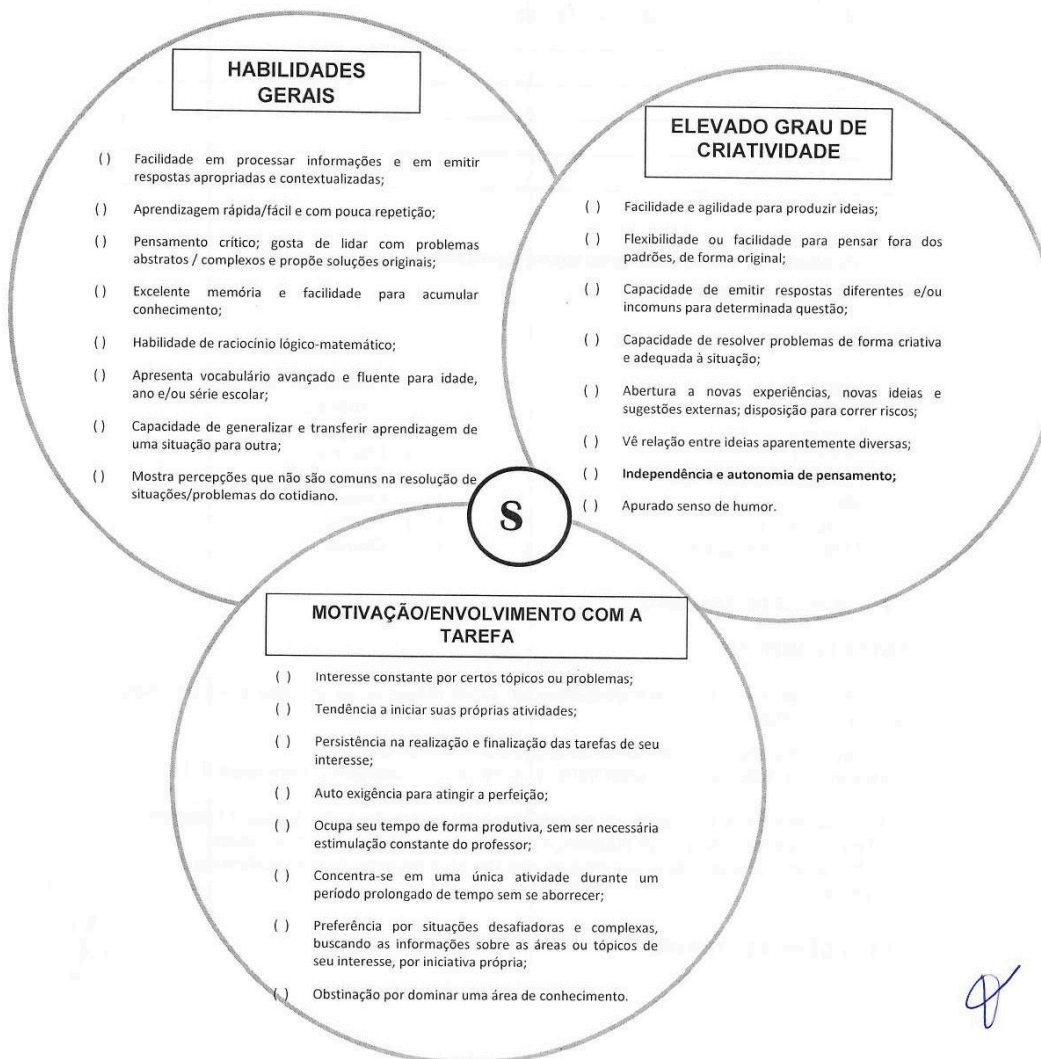 HABILIDADES
GERAIS
( ) Facilidade em processar informações e em emitir
respostas apropriadas e contextualizadas;
( ) Aprendizagem rápida/fácil e com pouca repetição;
( ) Pensamento crítico; gosta de lidar com problemas
abstratos / complexos e propõe soluções originais;
( ) Excelente memória e facilidade para acumular
conhecimento;
( ) Habilidade de raciocínio lógico-matemático;
( ) Apresenta vocabulário avançado e fluente para idade,
ano e/ou série escolar;
( ) Capacidade de generalizar e transferir aprendizagem de
uma situação para outra;
( ) Mostra percepções que não são comuns na resolução de
situações/problemas do cotidiano.
ELEVADO GRAU DE
CRIATIVIDADE
( ) Facilidade e agilidade para produzir ideias;
( ) Flexibilidade ou facilidade para pensar fora dos
padrões, de forma original;
( ) Capacidade de emitir respostas diferentes e/ou
incomuns para determinada questão;
( ) Capacidade de resolver problemas de forma criativa
e adequada à situação;
( ) Abertura a novas experiências, novas ideias e
sugestões externas; disposição para correr riscos;
( ) Vê relação entre ideias aparentemente diversas;
( ) Independência e autonomia de pensamento;
( ) Apurado senso de humor.
S
MOTIVAÇÃO/ENVOLVIMENTO COM A
TAREFA
( ) Interesse constante por certos tópicos ou problemas;
( ) Tendência a iniciar suas próprias atividades;
( ) Persistência na realização e finalização das tarefas de seu
interesse;
( ) Auto exigência para atingir a perfeição;
( ) Ocupa seu tempo de forma produtiva, sem ser necessária
estimulação constante do professor;
( ) Concentra-se em uma única atividade durante um
período prolongado de tempo sem se aborrecer;
( ) Preferência por situações desafiadoras e complexas,
buscando as informações sobre as áreas ou tópicos de
seu interesse, por iniciativa própria;
( ) Obstinação por dominar uma área de conhecimento.